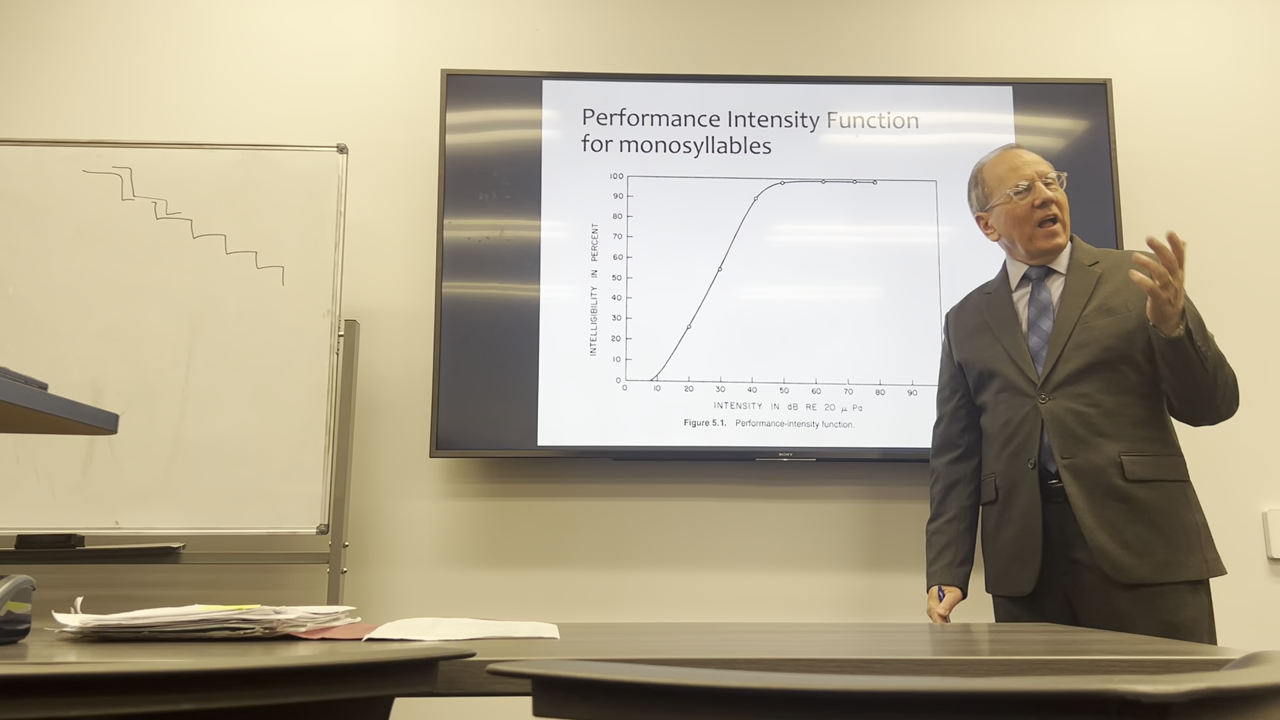 Performance Intensity Function
for monosyllables
100
90
80
70
60
50
40
30
20
10
0
INTELLIGIBILITY IN PERCENT
0 10 20 30 40 50 60 70 80 90
INTENSITY IN dB RE 20 μ Pa
Figure 5.1. Performance-intensity function.
SONY